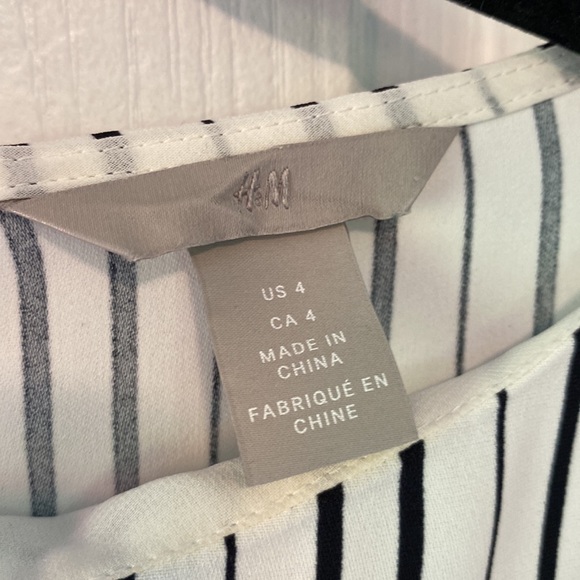 H&M
US 4
CA 4
MADE IN
CHINA
FABRIQUÉ EN
CHINE